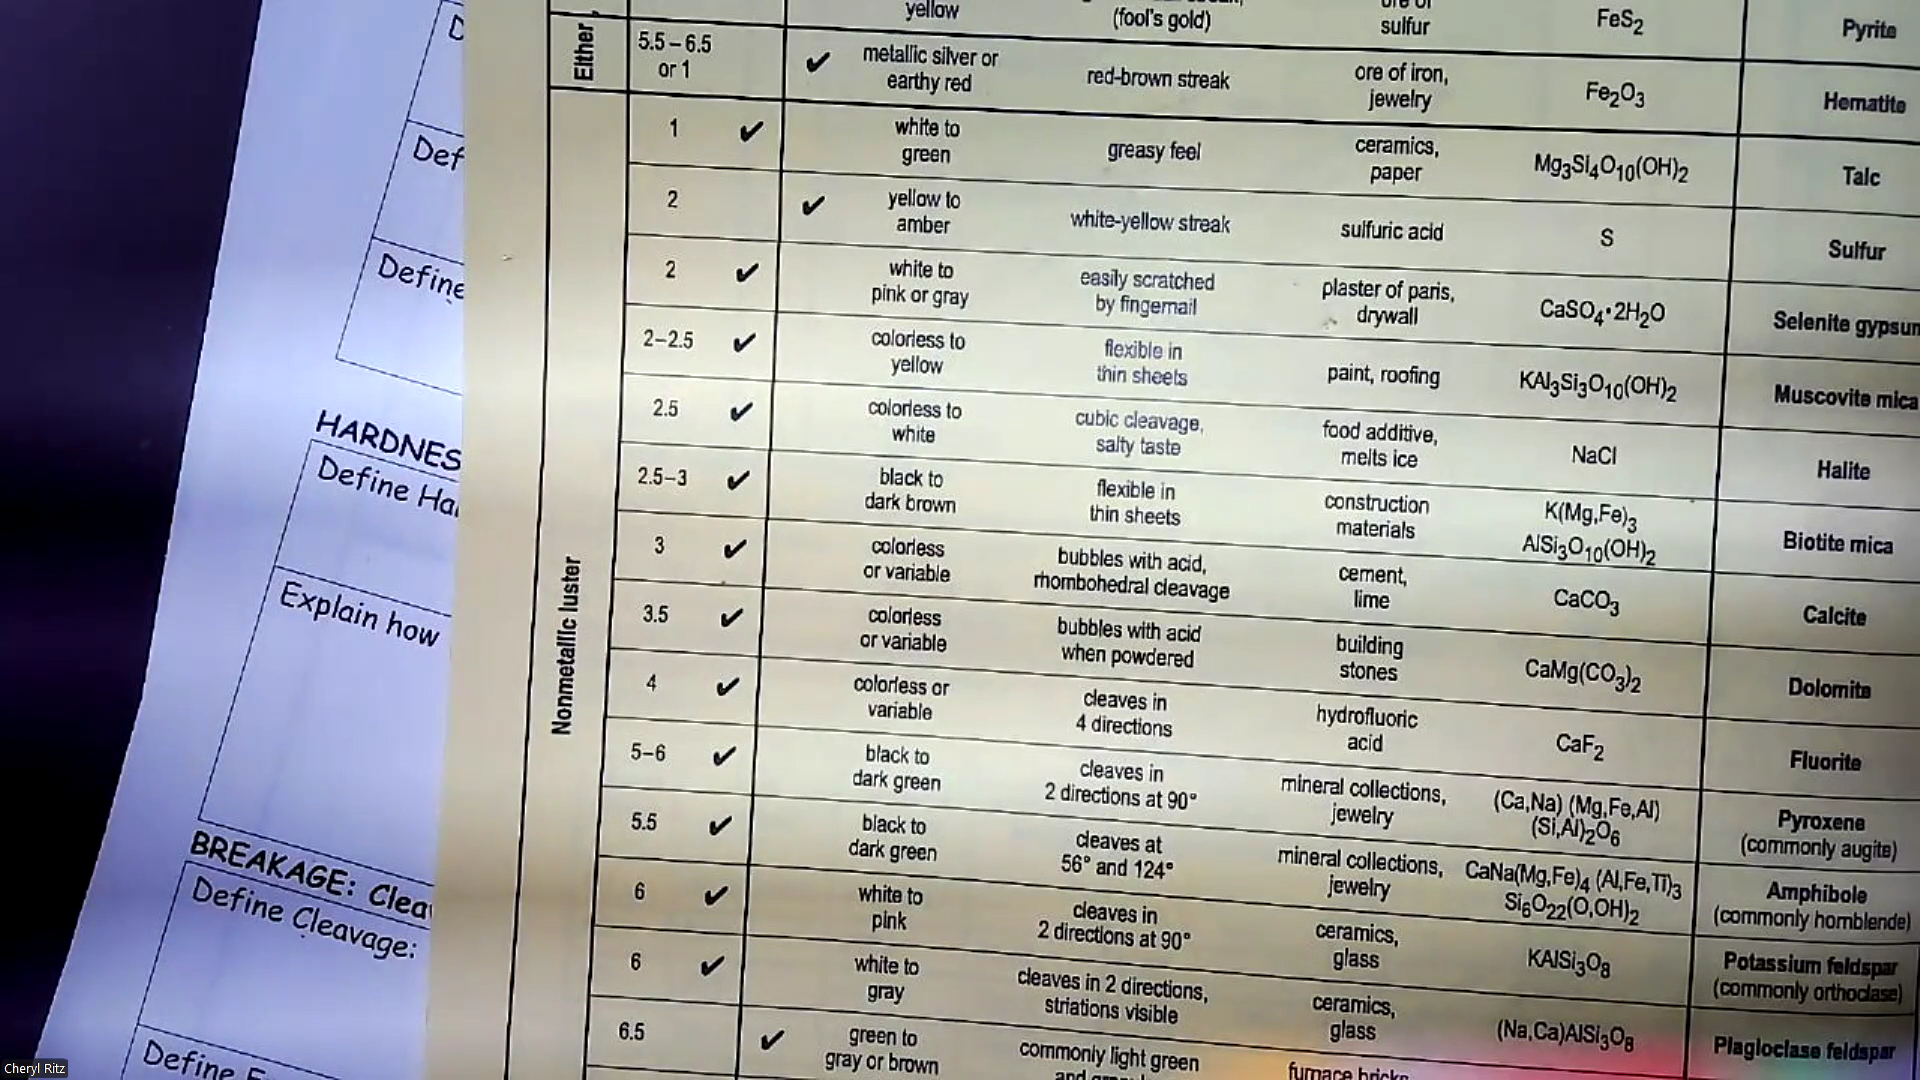 D
Def
Define
HARDNES
Define Ha
Explain how
BREAKAGE: Clea
Define Cleavage:
Define
yellow
(fool's gold)
sulfur
FeS2
Pyrite
Either
5.5–6.5
or 1
✔
metallic silver or
earthy red
red-brown streak
ore of iron,
jewelry
Fe2O3
Hematite
Nonmetallic luster
1
✔
white to
green
greasy feel
ceramics,
paper
Mg3Si4O10(OH)2
Talc
2
✔
yellow to
amber
white-yellow streak
sulfuric acid
S
Sulfur
2
✔
white to
pink or gray
easily scratched
by fingernail
plaster of paris,
drywall
CaSO4•2H2O
Selenite gypsum
2–2.5
✔
colorless to
yellow
flexible in
thin sheets
paint, roofing
KAl3Si3O10(OH)2
Muscovite mica
2.5
✔
colorless to
white
cubic cleavage,
salty taste
food additive,
melts ice
NaCl
Halite
2.5–3
✔
black to
dark brown
flexible in
thin sheets
construction
materials
K(Mg,Fe)3
AlSi3O10(OH)2
Biotite mica
3
✔
colorless
or variable
bubbles with acid,
rhombohedral cleavage
cement,
lime
CaCO3
Calcite
3.5
✔
colorless
or variable
bubbles with acid
when powdered
building
stones
CaMg(CO3)2
Dolomite
4
✔
colorless or
variable
cleaves in
4 directions
hydrofluoric
acid
CaF2
Fluorite
5–6
✔
black to
dark green
cleaves in
2 directions at 90°
mineral collections,
jewelry
(Ca,Na) (Mg,Fe,Al)
(Si,Al)2O6
Pyroxene
(commonly augite)
5.5
✔
black to
dark green
cleaves at
56° and 124°
mineral collections,
jewelry
CaNa(Mg,Fe)4 (Al,Fe,Ti)3
Si6O22(O,OH)2
Amphibole
(commonly hornblende)
6
✔
white to
pink
cleaves in
2 directions at 90°
ceramics,
glass
KAlSi3O8
Potassium feldspar
(commonly orthoclase)
6
✔
white to
gray
cleaves in 2 directions,
striations visible
ceramics,
glass
(Na,Ca)AlSi3O8
Plagioclase feldspar
6.5
✔
green to
gray or brown
commonly light green
furnace bricks
Cheryl Ritz